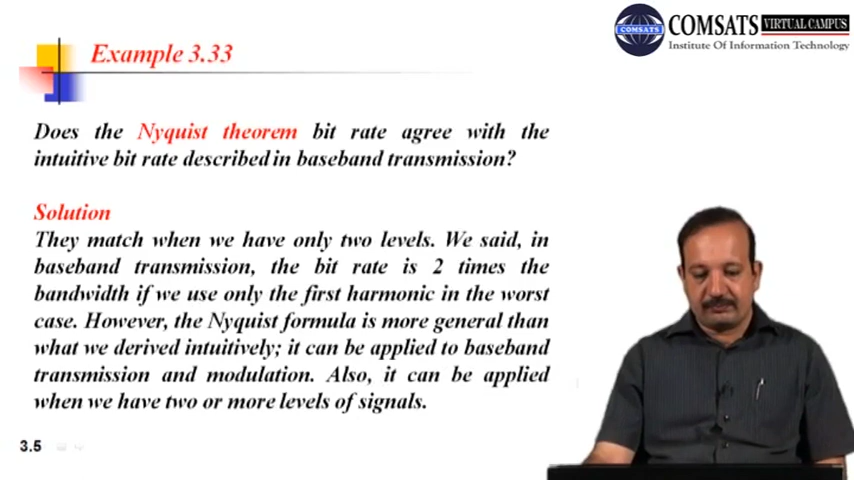 COMSATS VIRTUAL CAMPUS
COMSATS
Institute Of Information Technology
Example 3.33
Does the Nyquist theorem bit rate agree with the
intuitive bit rate described in baseband transmission?
Solution
They match when we have only two levels. We said, in
baseband transmission, the bit rate is 2 times the
bandwidth if we use only the first harmonic in the worst
case. However, the Nyquist formula is more general than
what we derived intuitively; it can be applied to baseband
transmission and modulation. Also, it can be applied
when we have two or more levels of signals.
3.5